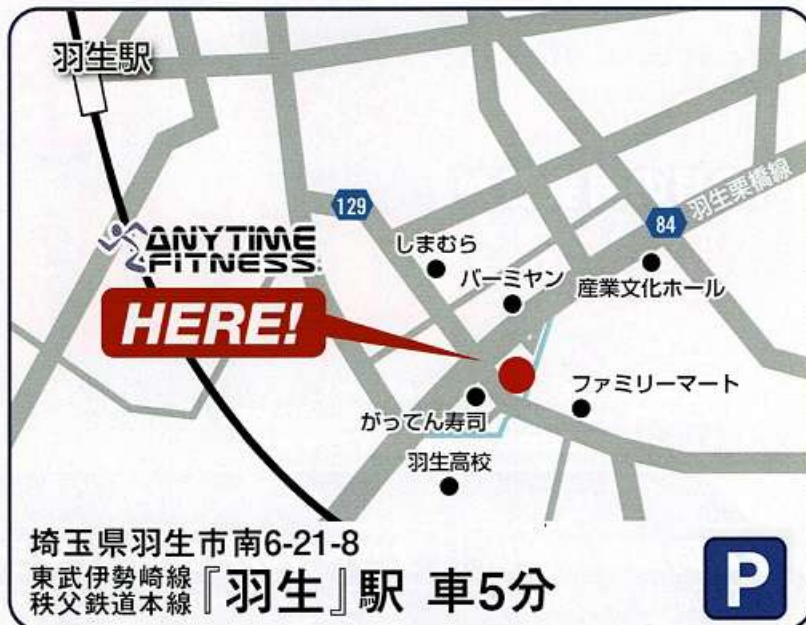 羽生駅
129
84
羽生栗橋線
しまむら
バーミヤン
産業文化ホール
ANYTIME
FITNESS
HERE!
ファミリーマート
がってん寿司
羽生高校
埼玉県羽生市南6-21-8
東武伊勢崎線
秩父鉄道本線
『羽生』駅 車5分
P